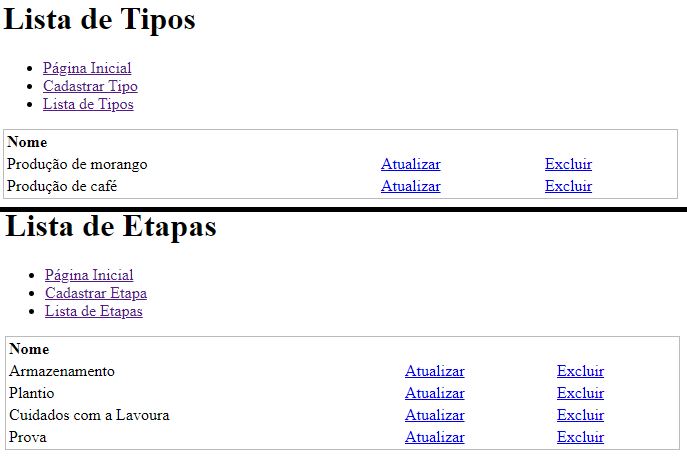 Lista de Tipos
Página Inicial
Cadastrar Tipo
Lista de Tipos
Nome
Produção de morango Atualizar Excluir
Produção de café Atualizar Excluir
Lista de Etapas
Página Inicial
Cadastrar Etapa
Lista de Etapas
Nome
Armazenamento Atualizar Excluir
Plantio Atualizar Excluir
Cuidados com a Lavoura Atualizar Excluir
Prova Atualizar Excluir